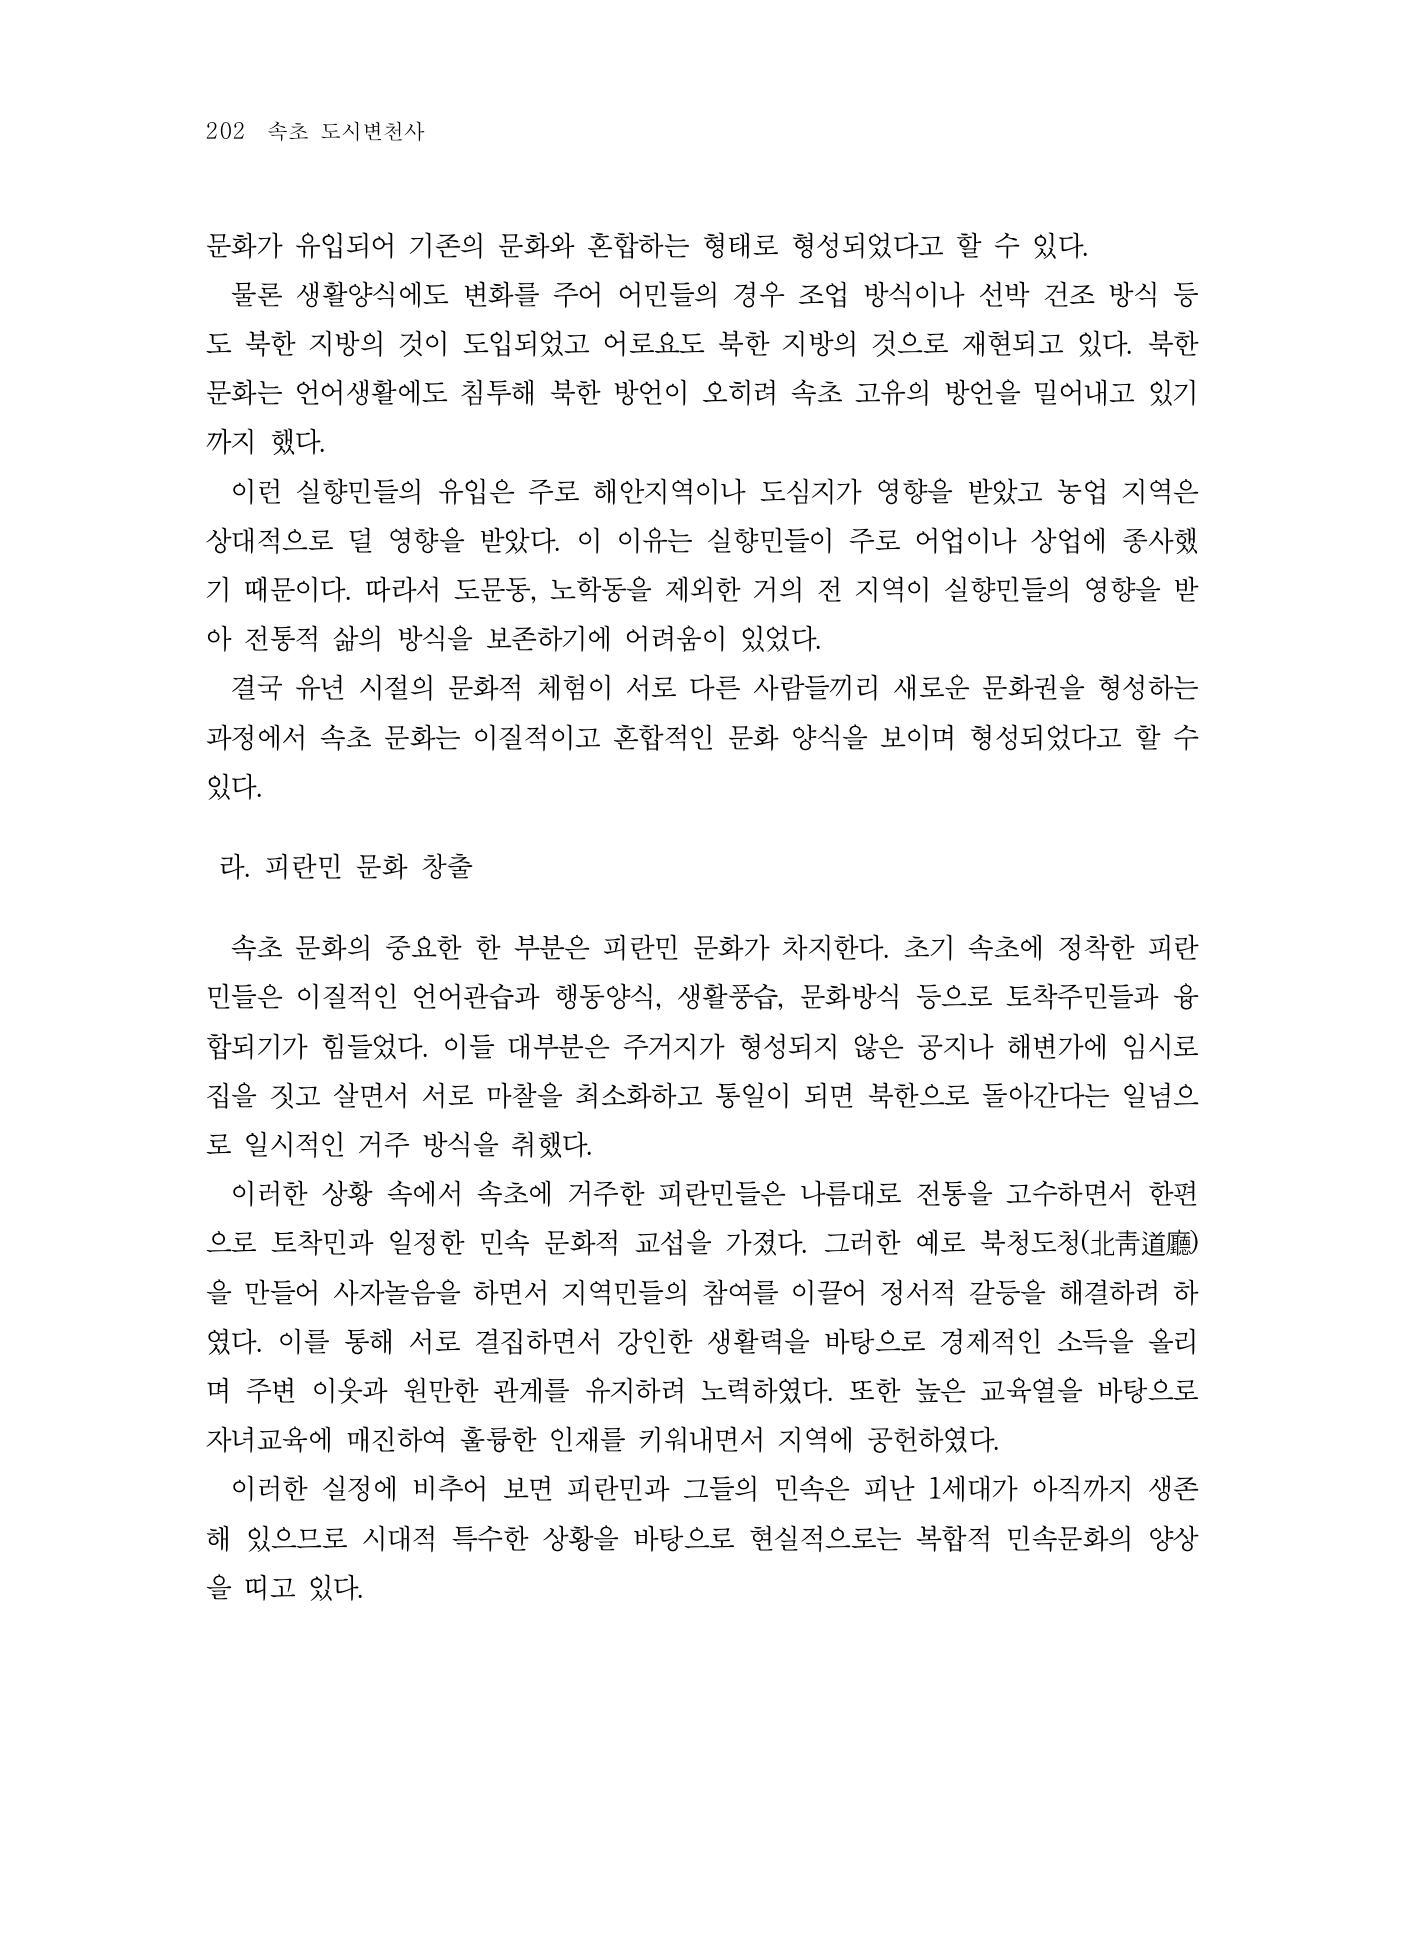 202 속초 도시변천사
문화가 유입되어 기존의 문화와 혼합하는 형태로 형성되었다고 할 수 있다.
물론 생활양식에도 변화를 주어 어민들의 경우 조업 방식이나 선박 건조 방식 등
도 북한 지방의 것이 도입되었고 어로요도 북한 지방의 것으로 재현되고 있다. 북한
문화는 언어생활에도 침투해 북한 방언이 오히려 속초 고유의 방언을 밀어내고 있기
까지 했다.
이런 실향민들의 유입은 주로 해안지역이나 도심지가 영향을 받았고 농업 지역은
상대적으로 덜 영향을 받았다. 이 이유는 실향민들이 주로 어업이나 상업에 종사했
기 때문이다. 따라서 도문동, 노학동을 제외한 거의 전 지역이 실향민들의 영향을 받
아 전통적 삶의 방식을 보존하기에 어려움이 있었다.
결국 유년 시절의 문화적 체험이 서로 다른 사람들끼리 새로운 문화권을 형성하는
과정에서 속초 문화는 이질적이고 혼합적인 문화 양식을 보이며 형성되었다고 할 수
있다.
라. 피란민 문화 창출
속초 문화의 중요한 한 부분은 피란민 문화가 차지한다. 초기 속초에 정착한 피란
민들은 이질적인 언어관습과 행동양식, 생활풍습, 문화방식 등으로 토착주민들과 융
합되기가 힘들었다. 이들 대부분은 주거지가 형성되지 않은 공지나 해변가에 임시로
집을 짓고 살면서 서로 마찰을 최소화하고 통일이 되면 북한으로 돌아간다는 일념으
로 일시적인 거주 방식을 취했다.
이러한 상황 속에서 속초에 거주한 피란민들은 나름대로 전통을 고수하면서 한편
으로 토착민과 일정한 민속 문화적 교섭을 가졌다. 그러한 예로 북청도청(北靑道廳)
을 만들어 사자놀음을 하면서 지역민들의 참여를 이끌어 정서적 갈등을 해결하려 하
였다. 이를 통해 서로 결집하면서 강인한 생활력을 바탕으로 경제적인 소득을 올리
며 주변 이웃과 원만한 관계를 유지하려 노력하였다. 또한 높은 교육열을 바탕으로
자녀교육에 매진하여 훌륭한 인재를 키워내면서 지역에 공헌하였다.
이러한 실정에 비추어 보면 피란민과 그들의 민속은 피난 1세대가 아직까지 생존
해 있으므로 시대적 특수한 상황을 바탕으로 현실적으로는 복합적 민속문화의 양상
을 띠고 있다.